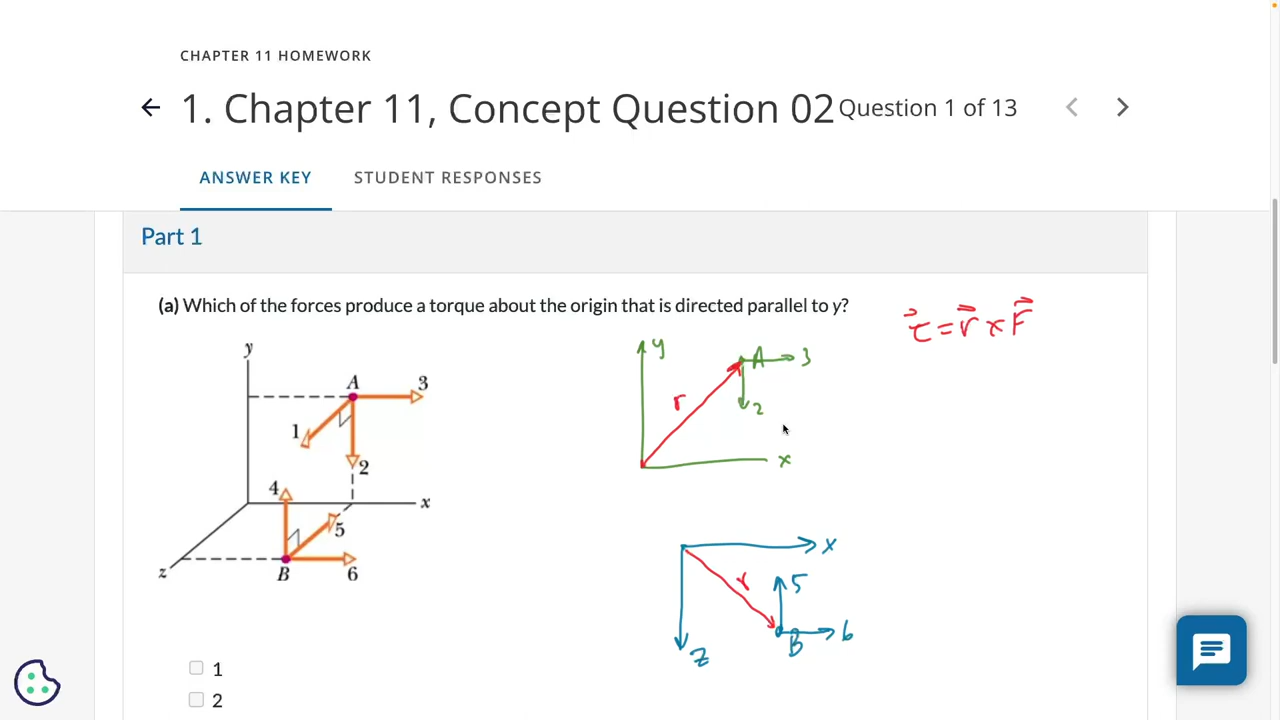 CHAPTER 11 HOMEWORK
← 1. Chapter 11, Concept Question 02 Question 1 of 13 < >
ANSWER KEY STUDENT RESPONSES
Part 1
(a) Which of the forces produce a torque about the origin that is directed parallel to y?
τ = r x F
y
A
3
1
2
4
x
5
z
B
6
y
A
3
r
2
x
x
r
5
B
6
z
1
2